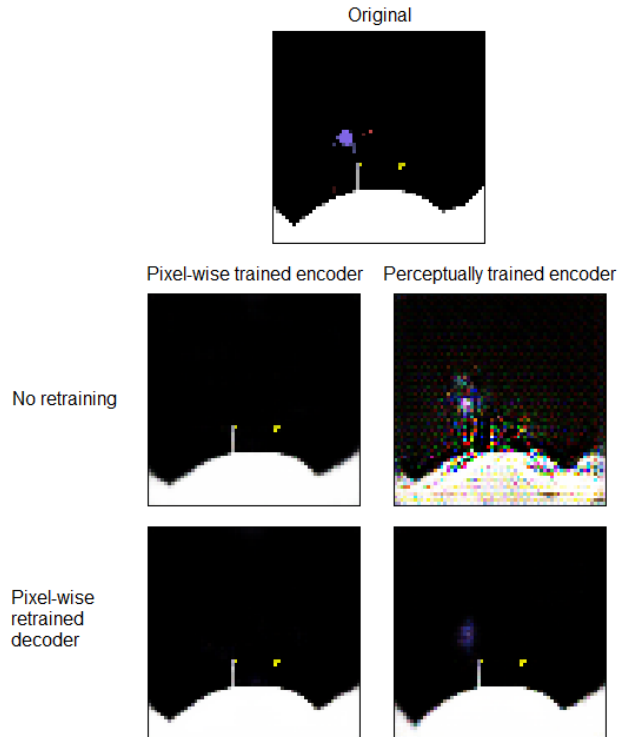 Original
Pixel-wise trained encoder
Perceptually trained encoder
No retraining
Pixel-wise
retrained
decoder